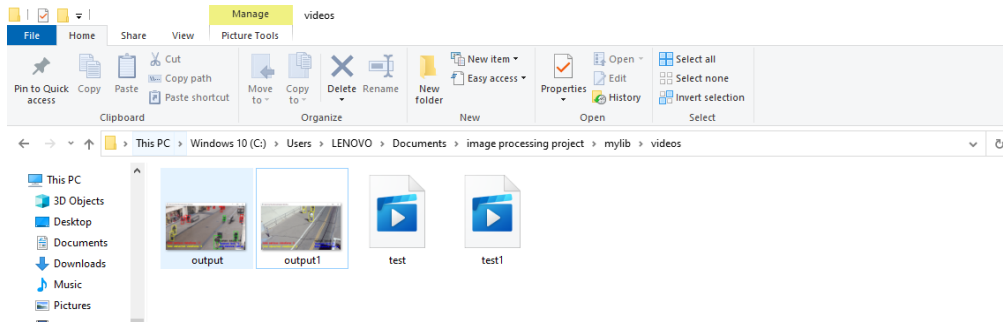 Manage videos
File Home Share View Picture Tools
Pin to Quick access
Copy
Paste
Cut
Copy path
Paste shortcut
Clipboard
Move to
Copy to
Delete
Rename
Organize
New folder
New item
Easy access
New
Properties
Open
Edit
History
Open
Select all
Select none
Invert selection
Select
This PC > Windows 10 (C:) > Users > LENOVO > Documents > image processing project > mylib > videos
This PC
3D Objects
Desktop
Documents
Downloads
Music
Pictures
output output1 test test1